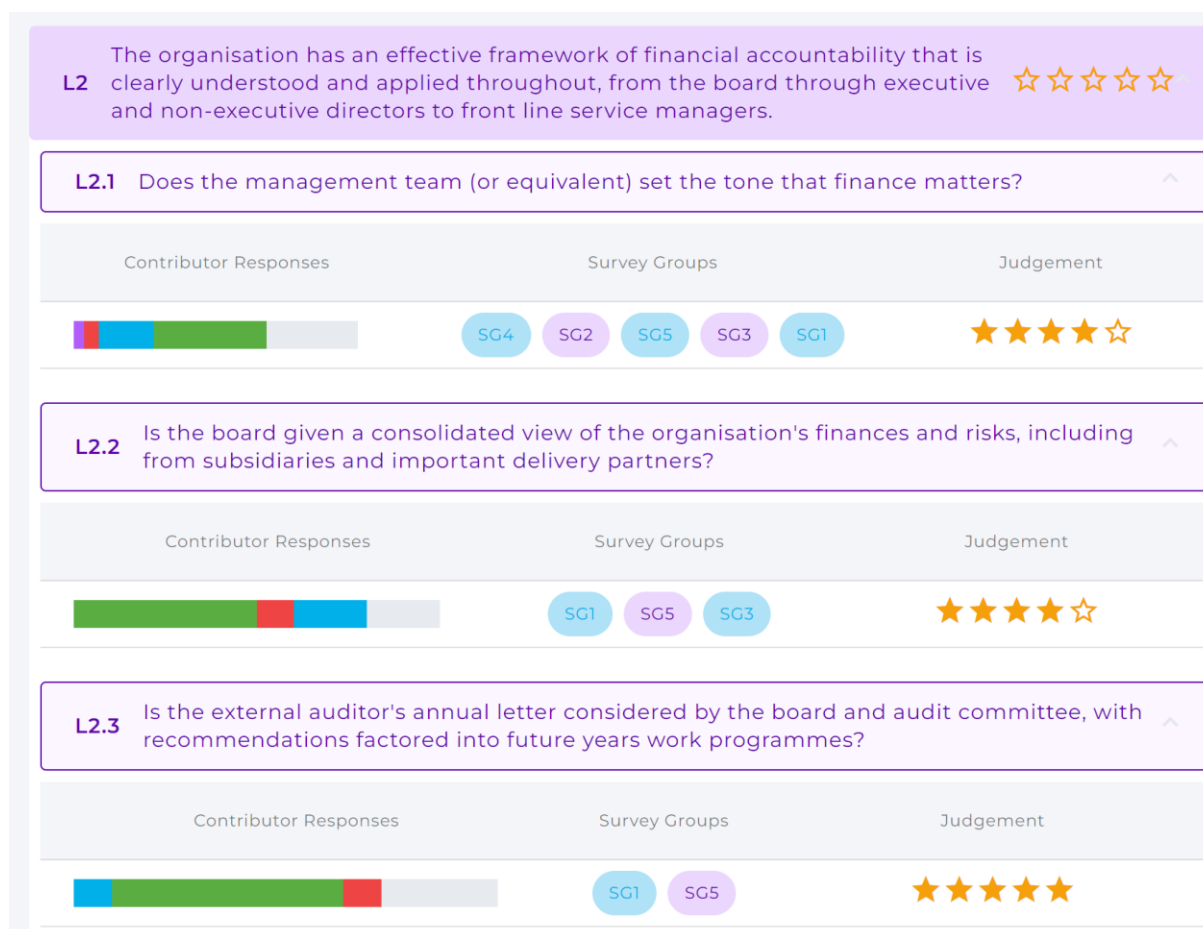 The organisation has an effective framework of financial accountability that is
L2 clearly understood and applied throughout, from the board through executive
and non-executive directors to front line service managers.
L2.1 Does the management team (or equivalent) set the tone that finance matters?
Contributor Responses Survey Groups Judgement
SG4 SG2 SG5 SG3 SG1
Is the board given a consolidated view of the organisation's finances and risks, including
L2.2
from subsidiaries and important delivery partners?
Contributor Responses Survey Groups Judgement
SG1 SG5 SG3
Is the external auditor's annual letter considered by the board and audit committee, with
L2.3
recommendations factored into future years work programmes?
Contributor Responses Survey Groups Judgement
SG1 SG5